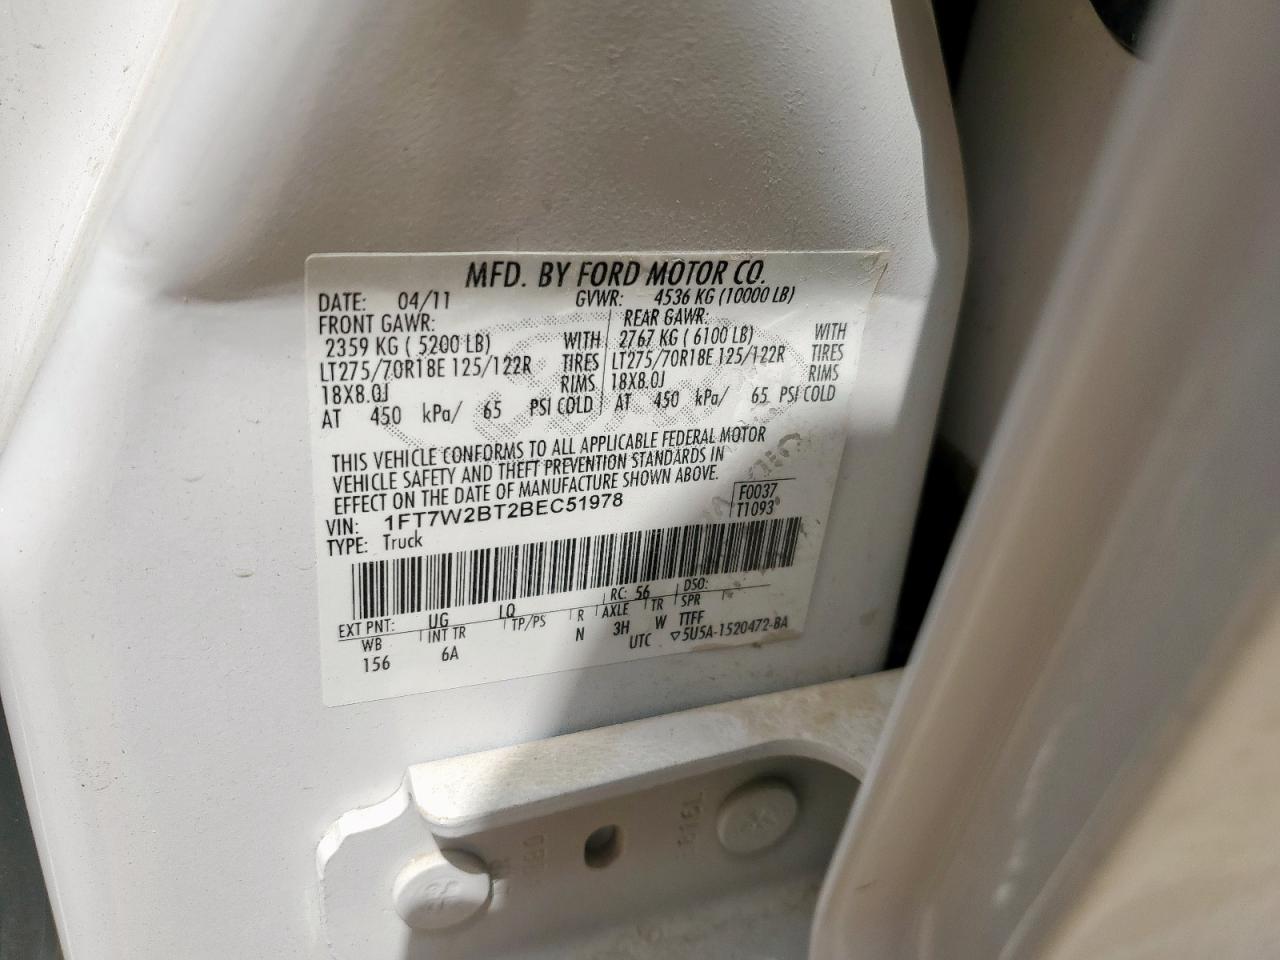 MFD. BY FORD MOTOR CO.
DATE: 04/11 GVWR: 4536 KG (10000 LB)
FRONT GAWR: REAR GAWR:
2359 KG ( 5200 LB) WITH 2767 KG ( 6100 LB) WITH
LT275/70R18E 125/122R TIRES LT275/70R18E 125/122R TIRES
18X8.0J RIMS 18X8.0J RIMS
AT 450 kPa/ 65 PSI COLD AT 450 kPa/ 65 PSI COLD
THIS VEHICLE CONFORMS TO ALL APPLICABLE FEDERAL MOTOR
VEHICLE SAFETY AND THEFT PREVENTION STANDARDS IN
EFFECT ON THE DATE OF MANUFACTURE SHOWN ABOVE.
VIN: 1FT7W2BT2BEC51978 F0037
TYPE: Truck T1093
EXT PNT: UG LQ RC: 56 DSO:
WB INT TR TP/PS R AXLE TR SPR
156 6A N 3H W TTFF
UTC ▽5U5A-1520472-BA